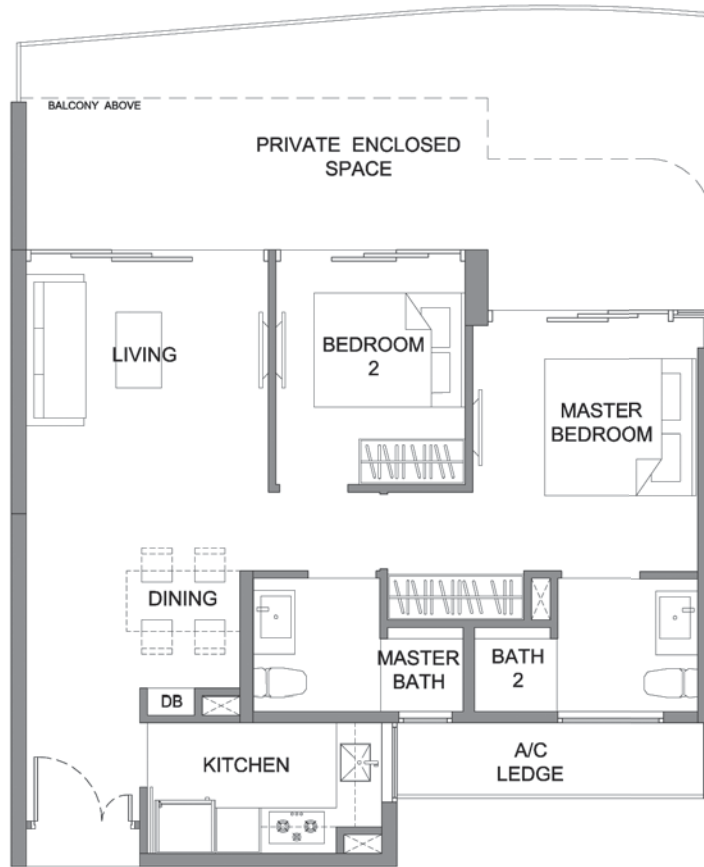 BALCONY ABOVE
PRIVATE ENCLOSED
SPACE
LIVING
BEDROOM
2
MASTER
BEDROOM
DINING
MASTER
BATH
BATH
2
DB
KITCHEN
A/C
LEDGE